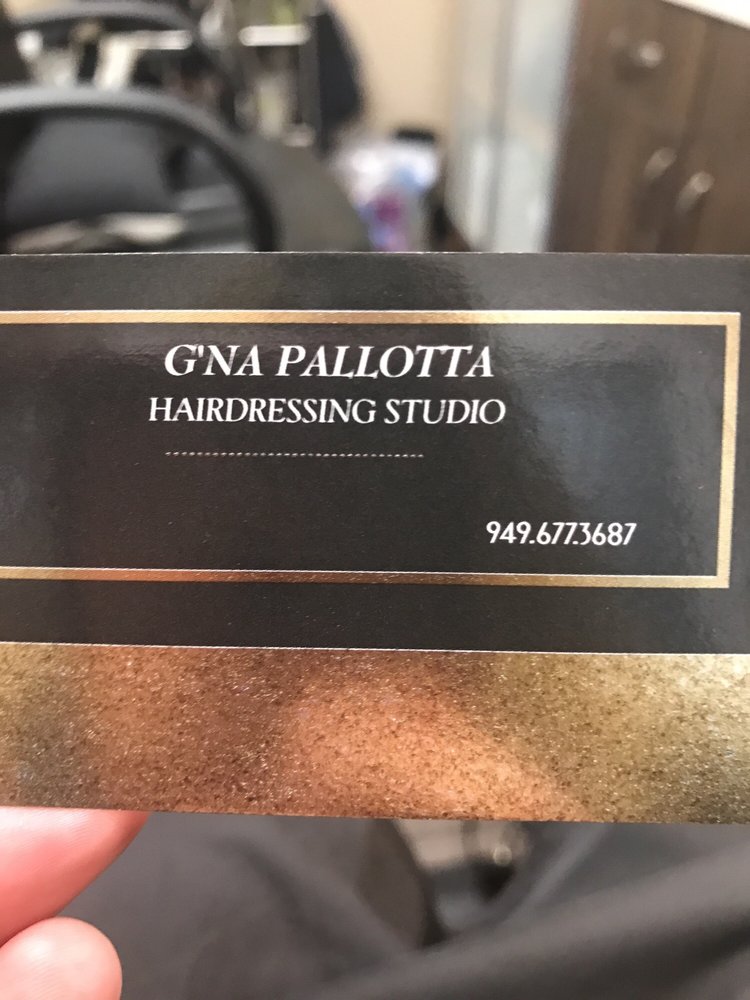 G'NA PALLOTTA
HAIRDRESSING STUDIO
949.677.3687